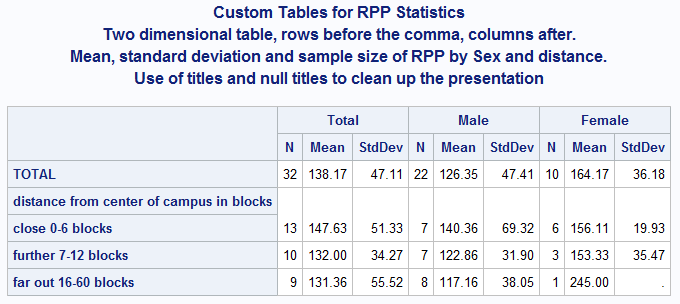 Custom Tables for RPP Statistics
Two dimensional table, rows before the comma, columns after.
Mean, standard deviation and sample size of RPP by Sex and distance.
Use of titles and null titles to clean up the presentation
Total Male Female
N Mean StdDev N Mean StdDev N Mean StdDev
TOTAL 32 138.17 47.11 22 126.35 47.41 10 164.17 36.18
distance from center of campus in blocks
close 0-6 blocks 13 147.63 51.33 7 140.36 69.32 6 156.11 19.93
further 7-12 blocks 10 132.00 34.27 7 122.86 31.90 3 153.33 35.47
far out 16-60 blocks 9 131.36 55.52 8 117.16 38.05 1 245.00 .